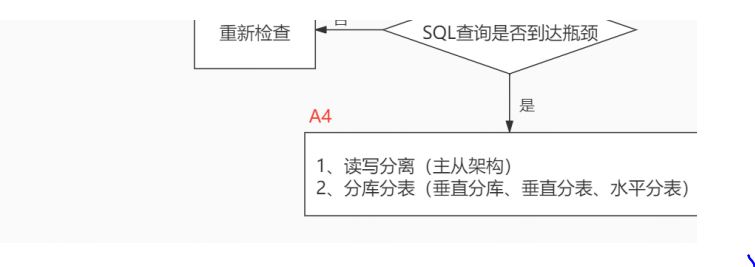 重新检查
否
SQL查询是否到达瓶颈
是
A4
1、读写分离（主从架构）
2、分库分表（垂直分库、垂直分表、水平分表）